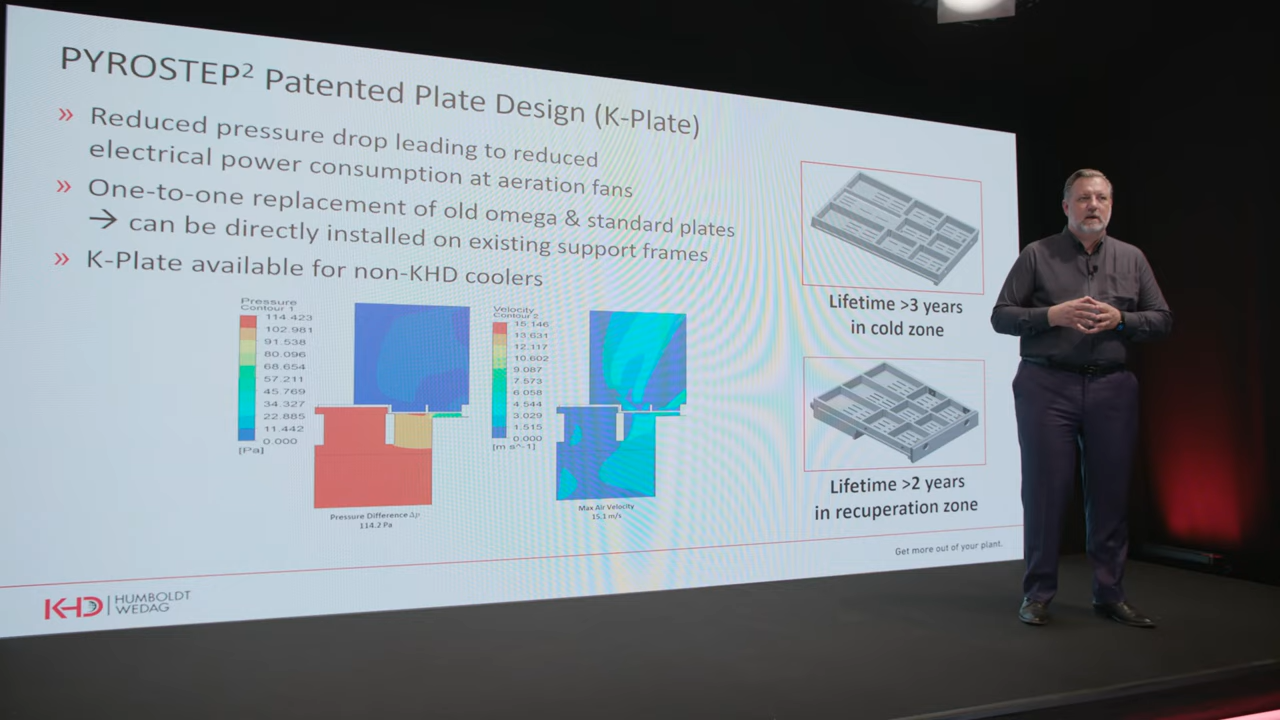 PYROSTEP² Patented Plate Design (K-Plate)
» Reduced pressure drop leading to reduced
electrical power consumption at aeration fans
» One-to-one replacement of old omega & standard plates
→ can be directly installed on existing support frames
» K-Plate available for non-KHD coolers
Pressure
Contour 1
114.423
102.981
91.538
80.096
68.654
57.211
45.769
34.327
22.885
11.442
0.000
[Pa]
Pressure Difference Δp
114.2 Pa
Velocity
Contour 2
15.146
13.631
12.117
10.602
9.087
7.573
6.058
4.544
3.029
1.515
0.000
[m s^-1]
Max Air Velocity
15.1 m/s
Lifetime >3 years
in cold zone
Lifetime >2 years
in recuperation zone
Get more out of your plant.
KHD HUMBOLDT
WEDAG